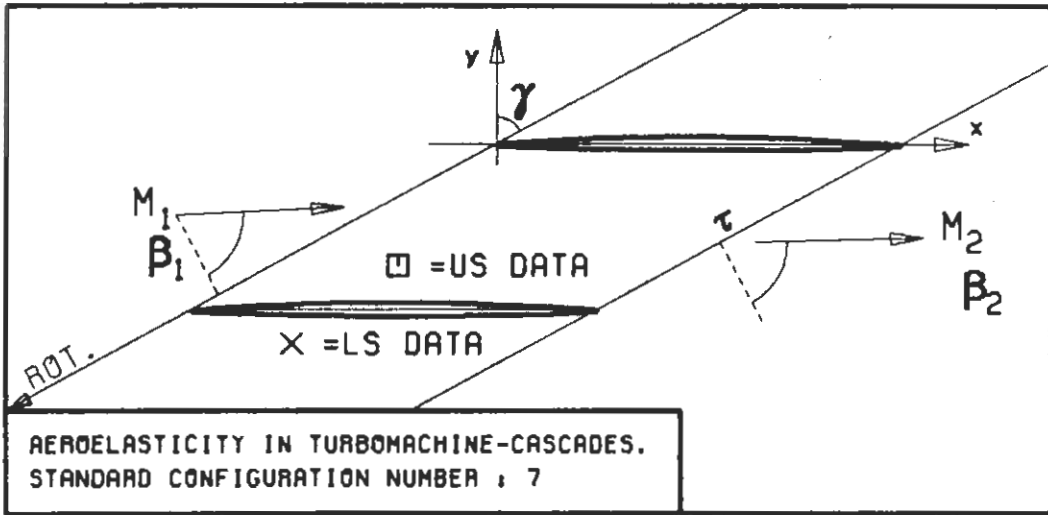 y
γ
x
M1
β1
τ
M2
β2
□ =US DATA
× =LS DATA
ROT.
AEROELASTICITY IN TURBOMACHINE-CASCADES.
STANDARD CONFIGURATION NUMBER : 7